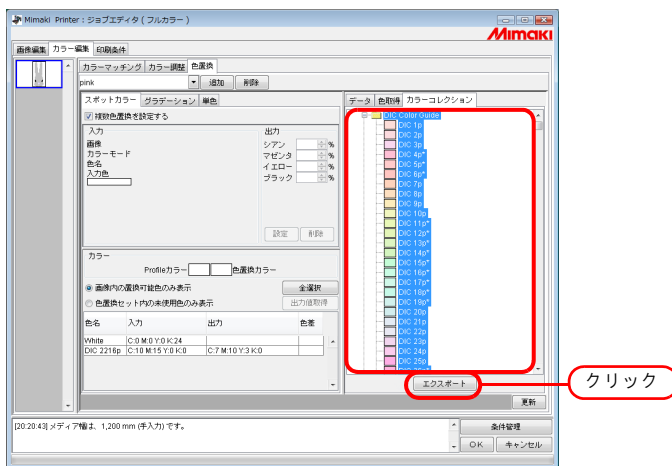 Mimaki Printer：ジョブエディタ ( フルカラー )
Mimaki
画像編集 カラー編集 印刷条件
カラーマッチング カラー調整 色置換
pink 追加 削除
スポットカラー グラデーション 単色
複数色置換を設定する
入力 出力
画像 シアン %
カラーモード マゼンタ %
色名 イエロー %
入力色 ブラック %
設定 削除
カラー
Profileカラー 色置換カラー
画像内の置換可能色のみ表示 全選択
色置換セット内の未使用色のみ表示 出力値取得
色名 入力 出力 色差
White C:0 M:0 Y:0 K:24
DIC 2216p C:10 M:15 Y:0 K:0 C:7 M:10 Y:3 K:0
データ 色取得 カラーコレクション
DIC Color Guide
DIC 1p
DIC 2p
DIC 3p
DIC 4p*
DIC 5p*
DIC 6p*
DIC 7p
DIC 8p
DIC 9p
DIC 10p
DIC 11p*
DIC 12p*
DIC 13p*
DIC 14p*
DIC 15p*
DIC 16p*
DIC 17p*
DIC 18p*
DIC 19p*
DIC 20p
DIC 21p
DIC 22p
DIC 23p
DIC 24p
DIC 25p
エクスポート
クリック
更新
[20:20:43] メディア幅は、1,200 mm (手入力) です。
条件管理
OK キャンセル